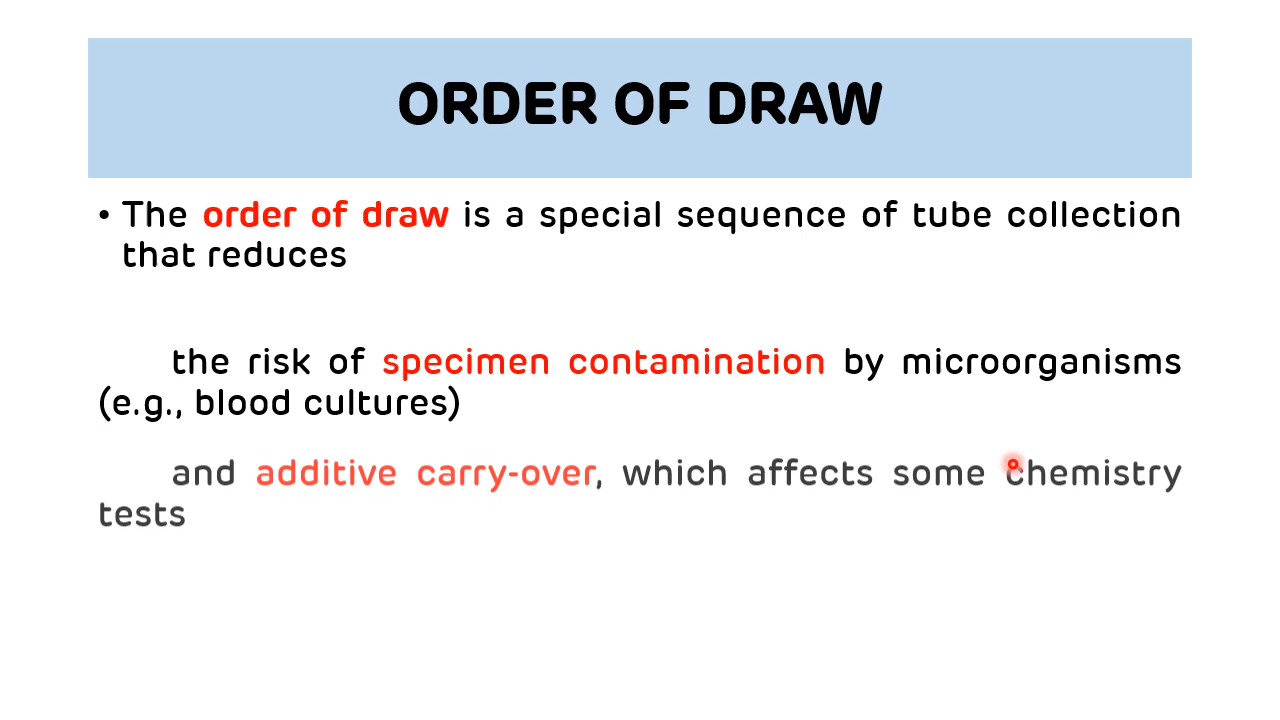 ORDER OF DRAW
• The order of draw is a special sequence of tube collection
that reduces
the risk of specimen contamination by microorganisms
(e.g., blood cultures)
and additive carry-over, which affects some chemistry
tests